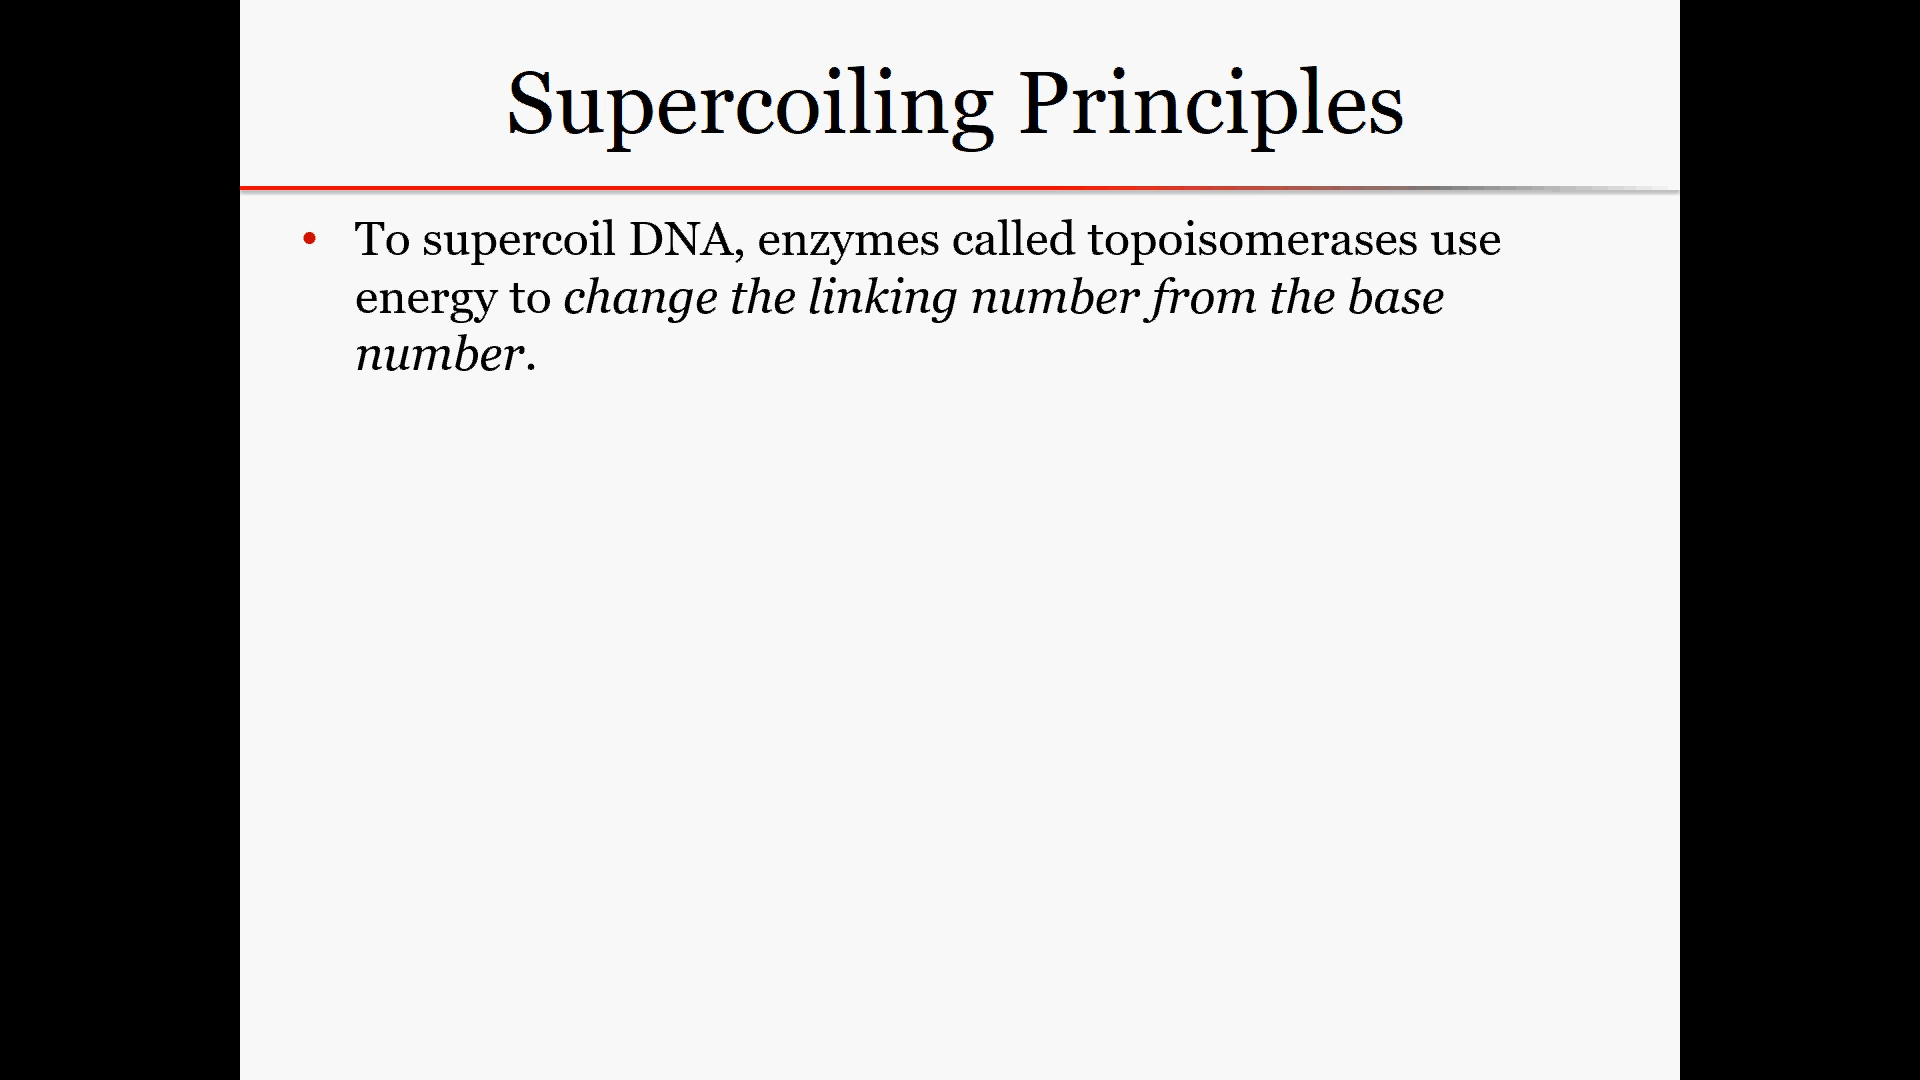 Supercoiling Principles
• To supercoil DNA, enzymes called topoisomerases use
energy to change the linking number from the base
number.